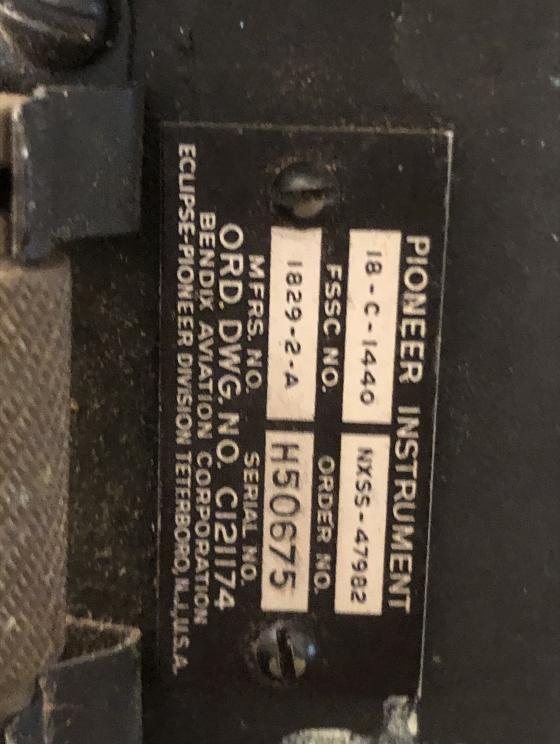 PIONEER INSTRUMENT
18-C-1440 NXSS-47982
FSSC NO. ORDER NO.
1829-2-A H50675
MFRS. NO. SERIAL NO.
ORD. DWG. NO. C121174
BENDIX AVIATION CORPORATION
ECLIPSE-PIONEER DIVISION TETERBORO, N.J., U.S.A.